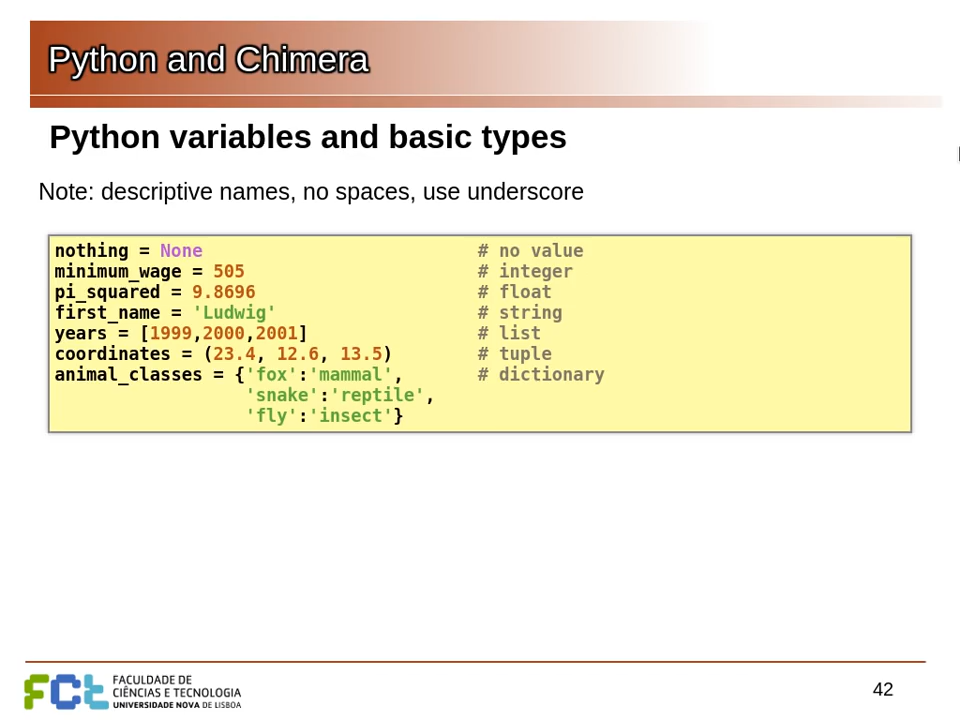 Python and Chimera
Python variables and basic types
Note: descriptive names, no spaces, use underscore
nothing = None # no value
minimum_wage = 505 # integer
pi_squared = 9.8696 # float
first_name = 'Ludwig' # string
years = [1999,2000,2001] # list
coordinates = (23.4, 12.6, 13.5) # tuple
animal_classes = {'fox':'mammal', # dictionary
'snake':'reptile',
'fly':'insect'}
FCt
FACULDADE DE
CIÊNCIAS E TECNOLOGIA
UNIVERSIDADE NOVA DE LISBOA
42